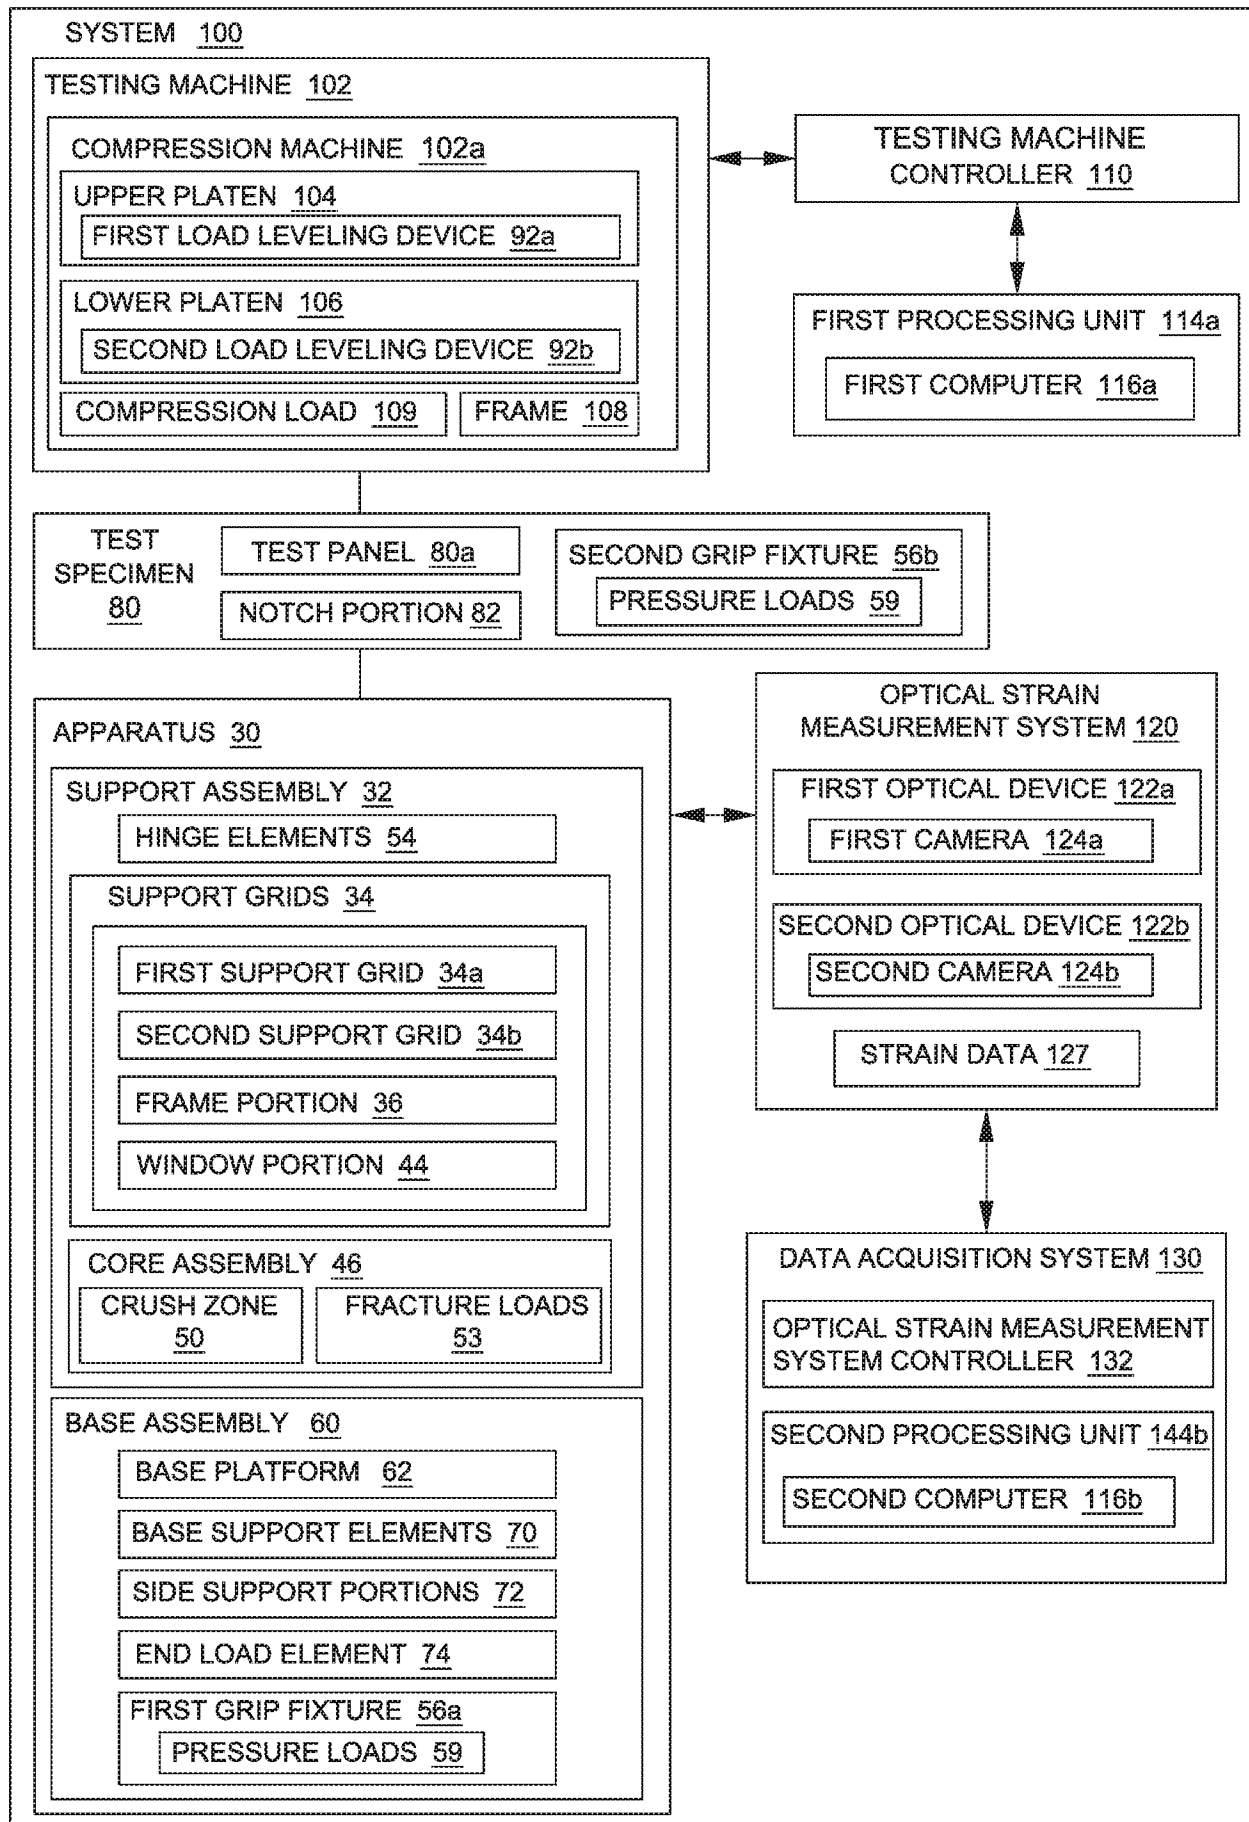 SYSTEM 100
TESTING MACHINE 102
COMPRESSION MACHINE 102a
UPPER PLATEN 104
FIRST LOAD LEVELING DEVICE 92a
LOWER PLATEN 106
SECOND LOAD LEVELING DEVICE 92b
COMPRESSION LOAD 109
FRAME 108
TESTING MACHINE
CONTROLLER 110
FIRST PROCESSING UNIT 114a
FIRST COMPUTER 116a
TEST
SPECIMEN
80
TEST PANEL 80a
NOTCH PORTION 82
SECOND GRIP FIXTURE 56b
PRESSURE LOADS 59
APPARATUS 30
SUPPORT ASSEMBLY 32
HINGE ELEMENTS 54
SUPPORT GRIDS 34
FIRST SUPPORT GRID 34a
SECOND SUPPORT GRID 34b
FRAME PORTION 36
WINDOW PORTION 44
CORE ASSEMBLY 46
CRUSH ZONE
50
FRACTURE LOADS
53
BASE ASSEMBLY 60
BASE PLATFORM 62
BASE SUPPORT ELEMENTS 70
SIDE SUPPORT PORTIONS 72
END LOAD ELEMENT 74
FIRST GRIP FIXTURE 56a
PRESSURE LOADS 59
OPTICAL STRAIN
MEASUREMENT SYSTEM 120
FIRST OPTICAL DEVICE 122a
FIRST CAMERA 124a
SECOND OPTICAL DEVICE 122b
SECOND CAMERA 124b
STRAIN DATA 127
DATA ACQUISITION SYSTEM 130
OPTICAL STRAIN MEASUREMENT
SYSTEM CONTROLLER 132
SECOND PROCESSING UNIT 144b
SECOND COMPUTER 116b